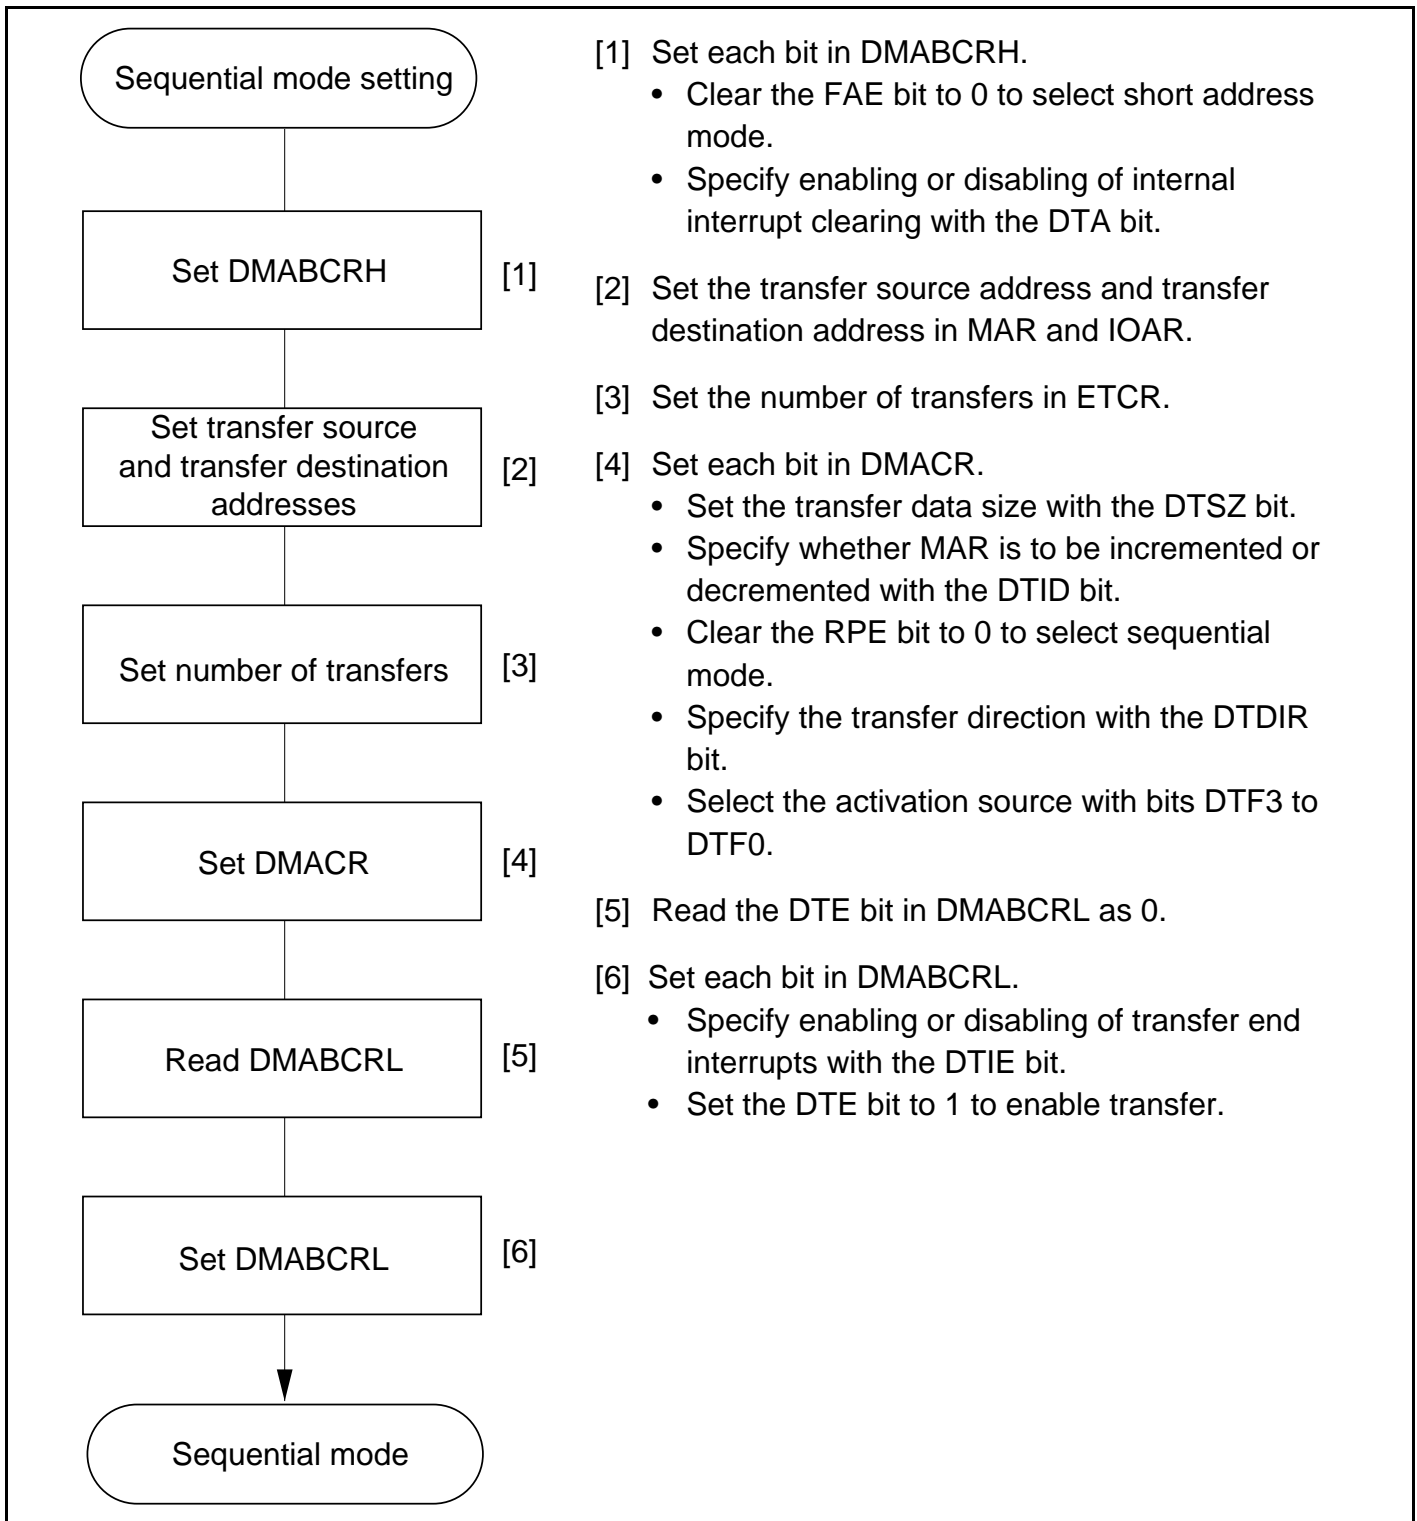 Sequential mode setting
Set DMABCRH
[1]
Set transfer source
and transfer destination
addresses
[2]
Set number of transfers
[3]
Set DMACR
[4]
Read DMABCRL
[5]
Set DMABCRL
[6]
Sequential mode
[1] Set each bit in DMABCRH.
• Clear the FAE bit to 0 to select short address
mode.
• Specify enabling or disabling of internal
interrupt clearing with the DTA bit.
[2] Set the transfer source address and transfer
destination address in MAR and IOAR.
[3] Set the number of transfers in ETCR.
[4] Set each bit in DMACR.
• Set the transfer data size with the DTSZ bit.
• Specify whether MAR is to be incremented or
decremented with the DTID bit.
• Clear the RPE bit to 0 to select sequential
mode.
• Specify the transfer direction with the DTDIR
bit.
• Select the activation source with bits DTF3 to
DTF0.
[5] Read the DTE bit in DMABCRL as 0.
[6] Set each bit in DMABCRL.
• Specify enabling or disabling of transfer end
interrupts with the DTIE bit.
• Set the DTE bit to 1 to enable transfer.